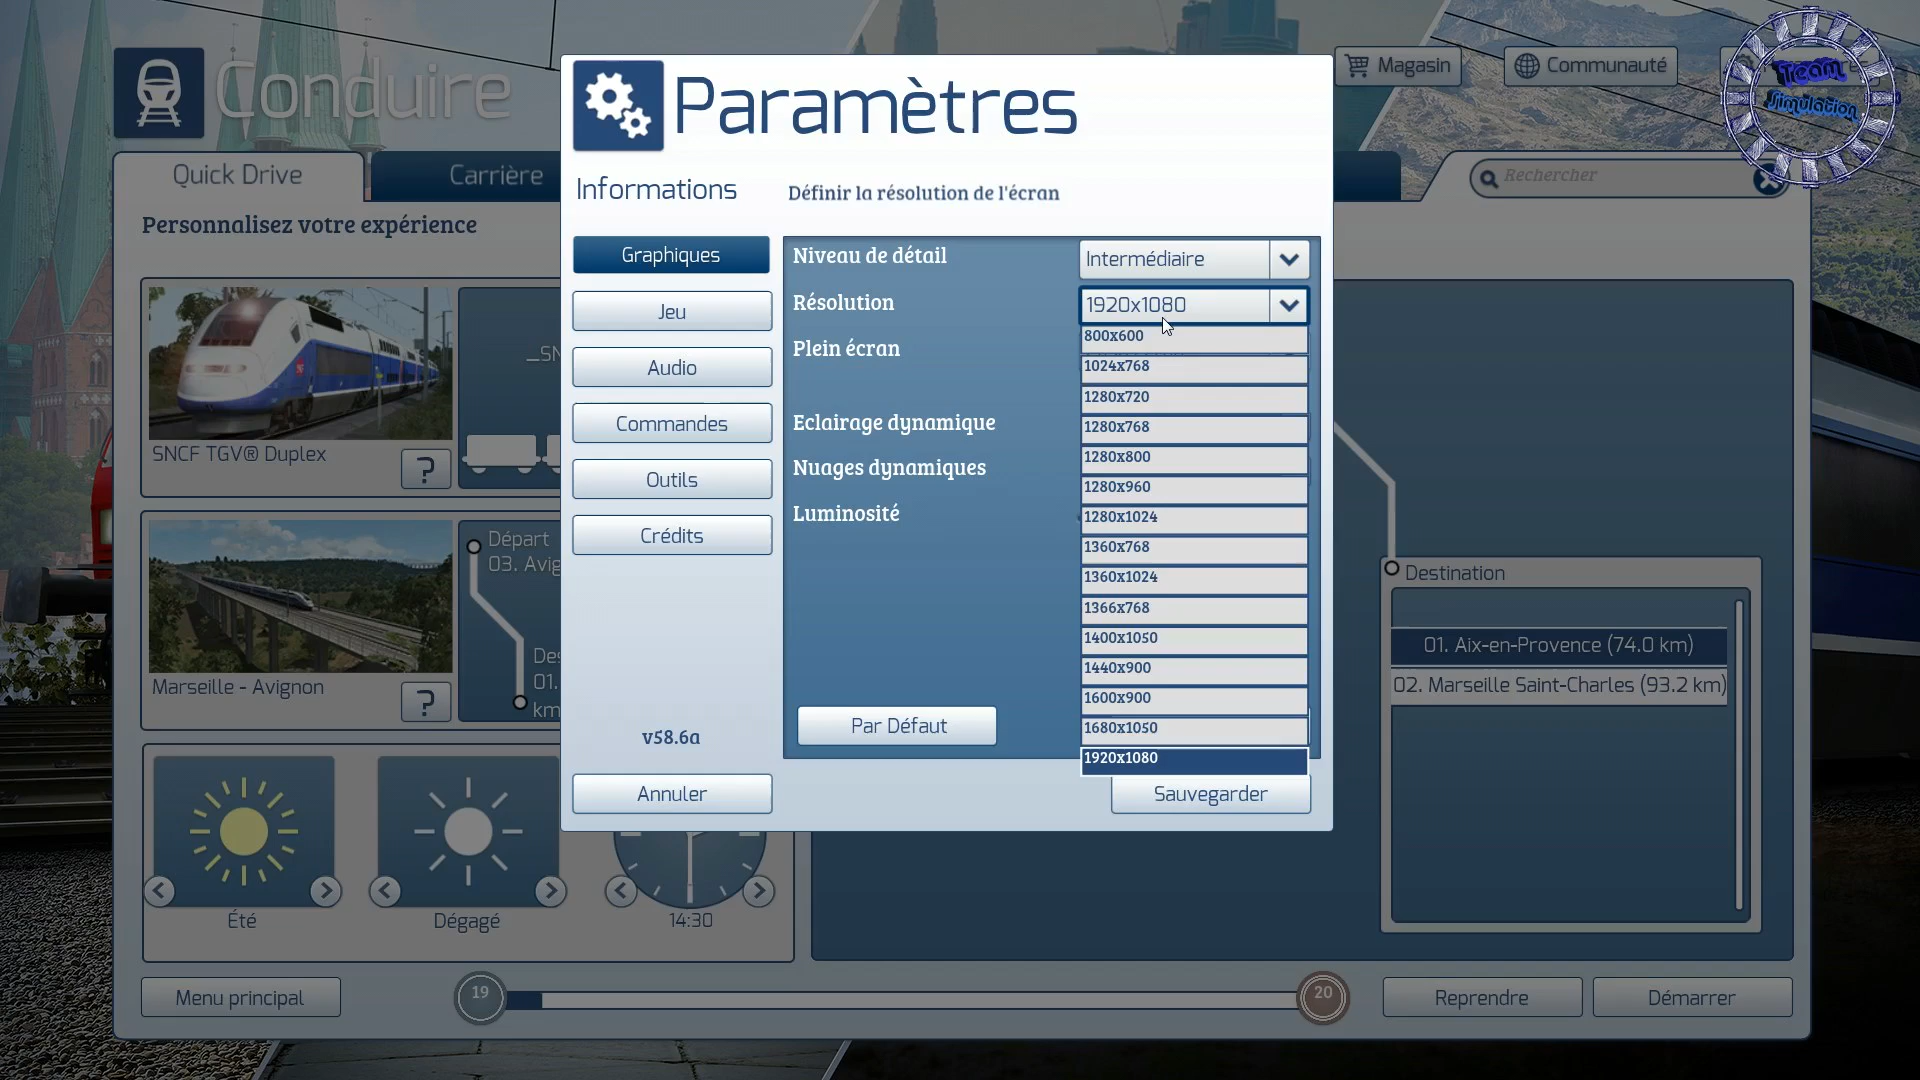 Conduire
Magasin
Communauté
Team
Simulation
Quick Drive
Carrière
Rechercher
Personnalisez votre expérience
_SN
SNCF TGV® Duplex
?
Départ
03. Avig
Des
01.
km
Marseille - Avignon
?
Été
Dégagé
14:30
Paramètres
Informations
Définir la résolution de l'écran
Graphiques
Jeu
Audio
Commandes
Outils
Crédits
v58.6a
Annuler
Niveau de détail
Intermédiaire
Résolution
1920x1080
Plein écran
Eclairage dynamique
Nuages dynamiques
Luminosité
800x600
1024x768
1280x720
1280x768
1280x800
1280x960
1280x1024
1360x768
1360x1024
1366x768
1400x1050
1440x900
1600x900
1680x1050
1920x1080
Par Défaut
Sauvegarder
Destination
01. Aix-en-Provence (74.0 km)
02. Marseille Saint-Charles (93.2 km)
Menu principal
19
20
Reprendre
Démarrer